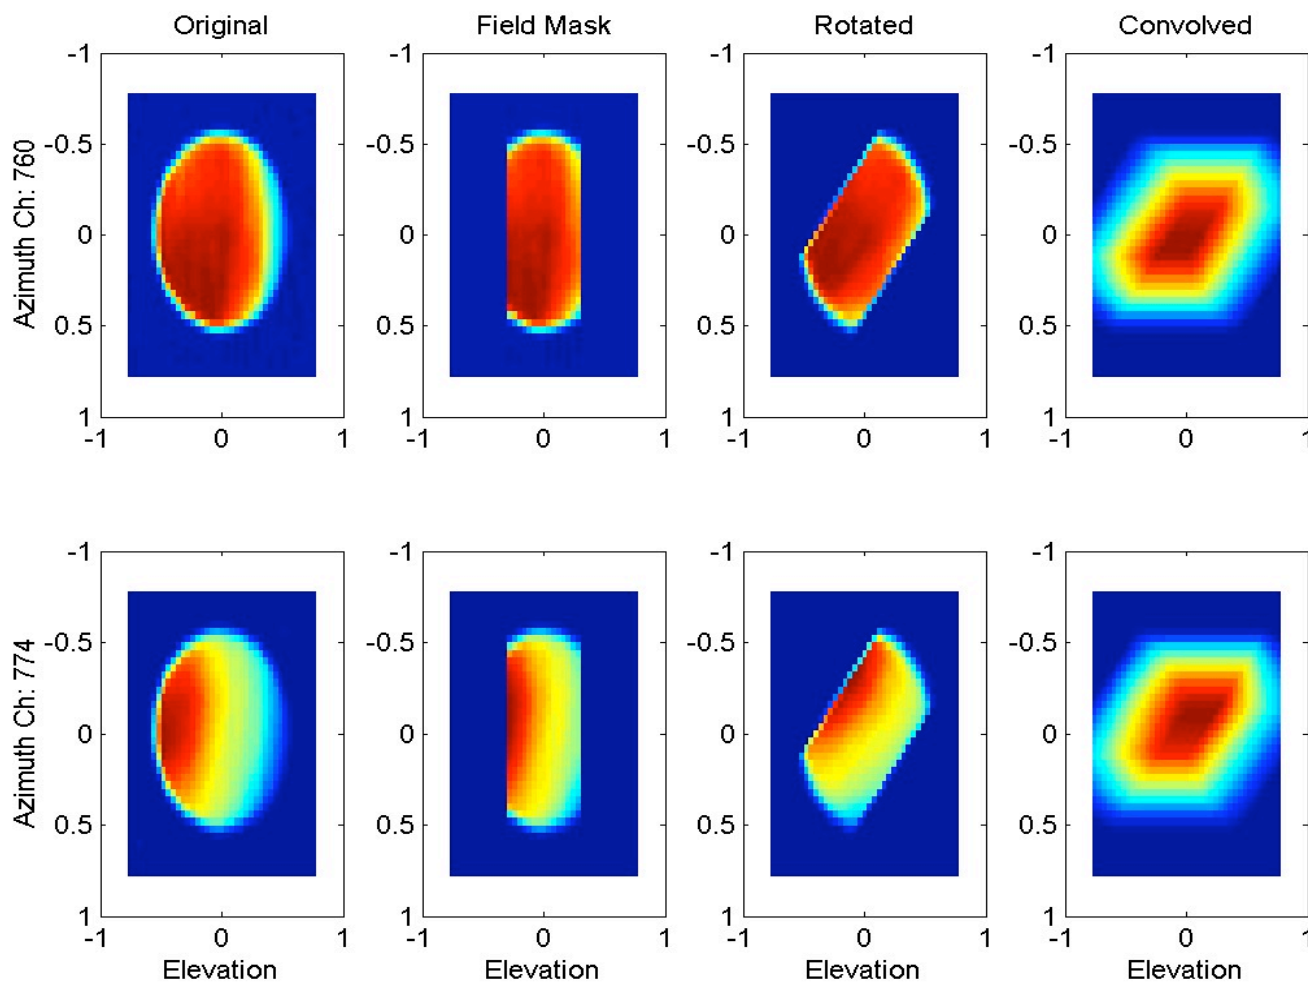 Original Field Mask Rotated Convolved
-1 -1 -1 -1
-0.5 -0.5 -0.5 -0.5
Azimuth Ch: 760
0 0 0 0
0.5 0.5 0.5 0.5
1 1 1 1
-1 0 1 -1 0 1 -1 0 1 -1 0 1
-1 -1 -1 -1
-0.5 -0.5 -0.5 -0.5
Azimuth Ch: 774
0 0 0 0
0.5 0.5 0.5 0.5
1 1 1 1
-1 0 1 -1 0 1 -1 0 1 -1 0 1
Elevation Elevation Elevation Elevation